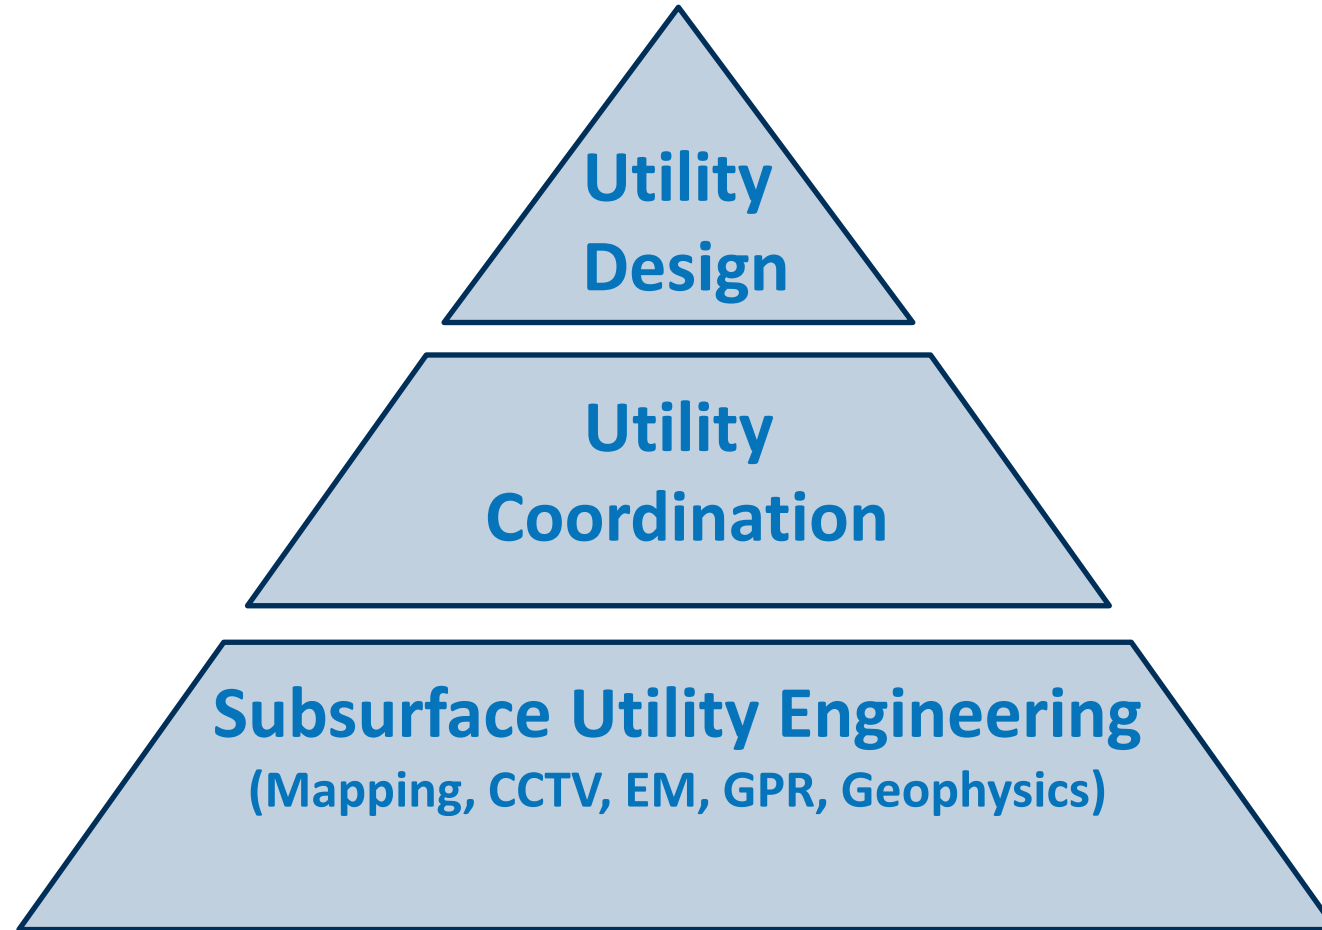 Utility
Design
Utility
Coordination
Subsurface Utility Engineering
(Mapping, CCTV, EM, GPR, Geophysics)